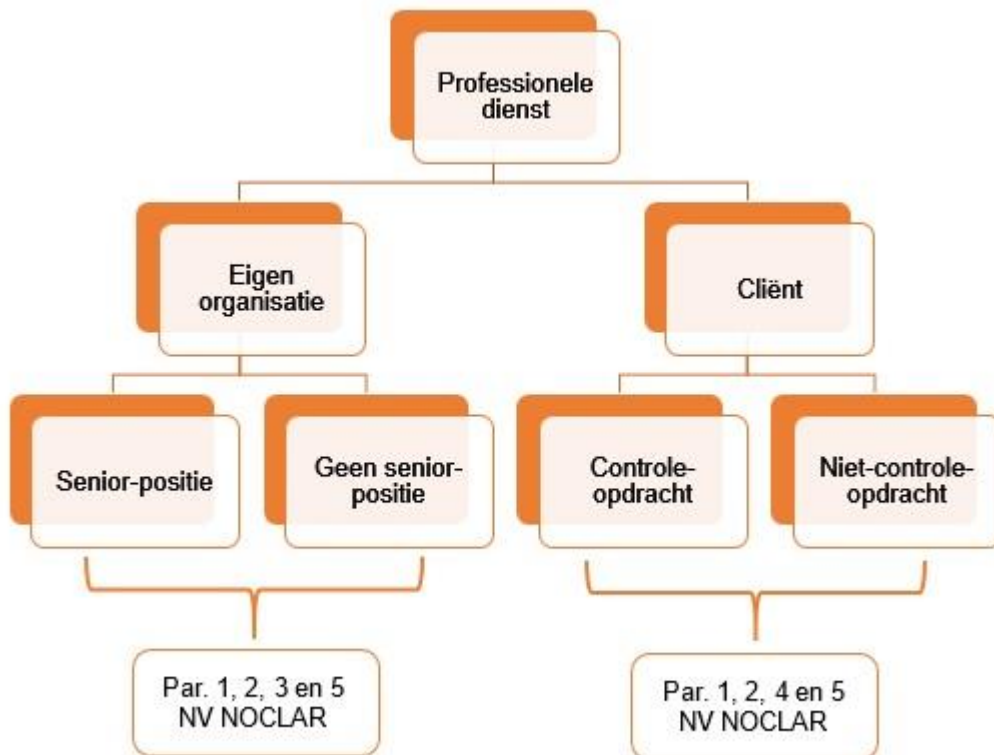 Professionele
dienst
Eigen
organisatie
Cliënt
Senior-positie
Geen senior-
positie
Controle-
opdracht
Niet-controle-
opdracht
Par. 1, 2, 3 en 5
NV NOCLAR
Par. 1, 2, 4 en 5
NV NOCLAR